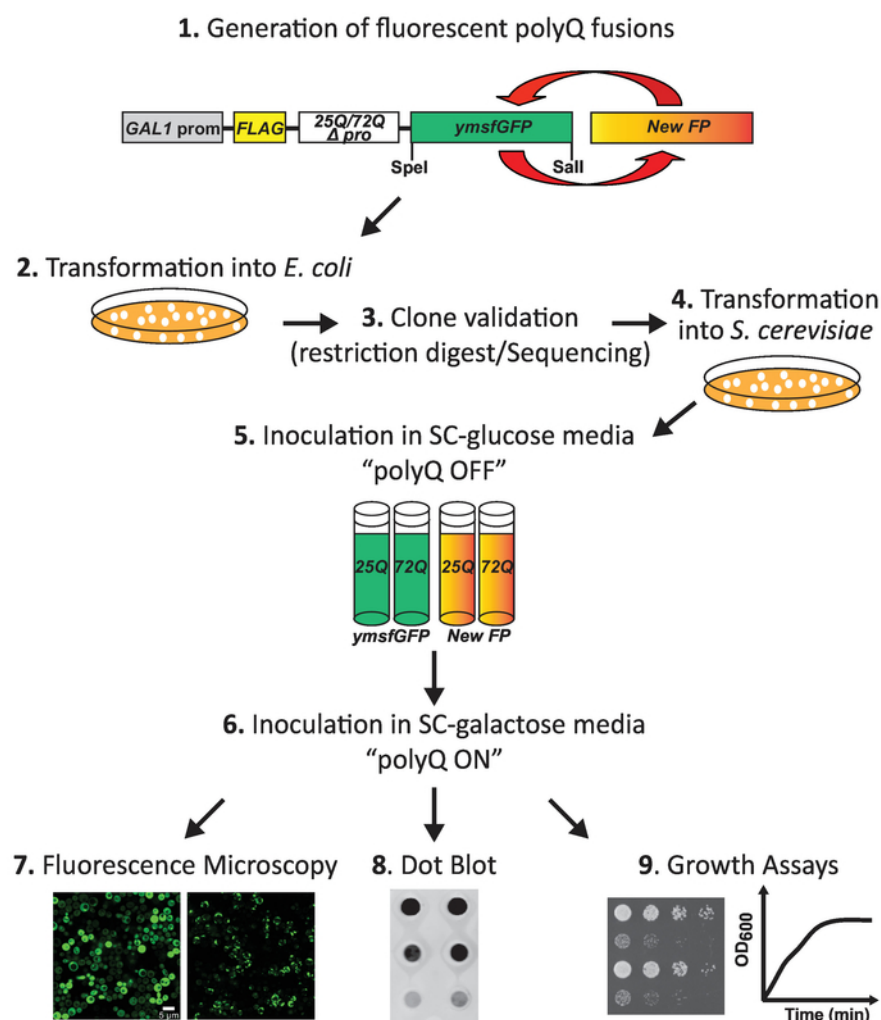 1. Generation of fluorescent polyQ fusions
GAL1 prom
FLAG
25Q/72Q
Δ pro
ymsfGFP
New FP
SpeI
SalI
2. Transformation into E. coli
3. Clone validation
(restriction digest/Sequencing)
4. Transformation
into S. cerevisiae
5. Inoculation in SC-glucose media
“polyQ OFF”
25Q 72Q 25Q 72Q
ymsfGFP New FP
6. Inoculation in SC-galactose media
“polyQ ON”
7. Fluorescence Microscopy
8. Dot Blot
9. Growth Assays
5 µm
OD600
Time (min)